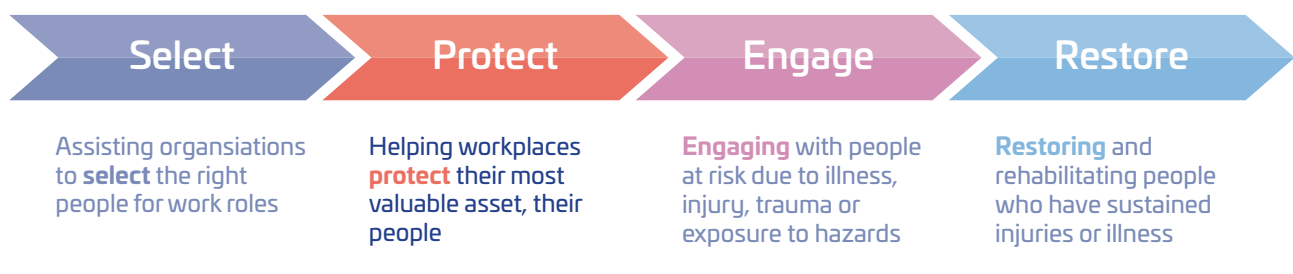 Select
Protect
Engage
Restore
Assisting organsiations
to select the right
people for work roles
Helping workplaces
protect their most
valuable asset, their
people
Engaging with people
at risk due to illness,
injury, trauma or
exposure to hazards
Restoring and
rehabilitating people
who have sustained
injuries or illness